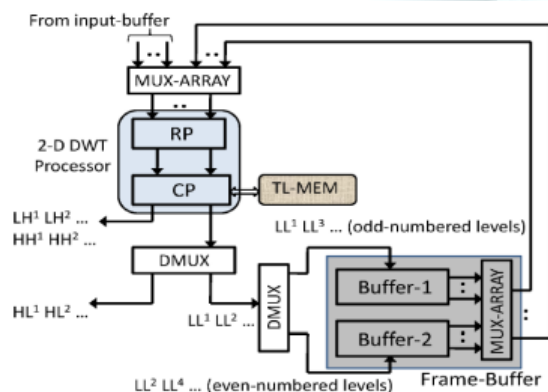 From input-buffer
MUX-ARRAY
2-D DWT
Processor
RP
CP
TL-MEM
LH¹ LH² ...
HH¹ HH² ...
LL¹ LL³ ... (odd-numbered levels)
DMUX
HL¹ HL² ...
LL¹ LL² ...
DMUX
Buffer-1
Buffer-2
MUX-ARRAY
Frame-Buffer
LL² LL⁴ ... (even-numbered levels)